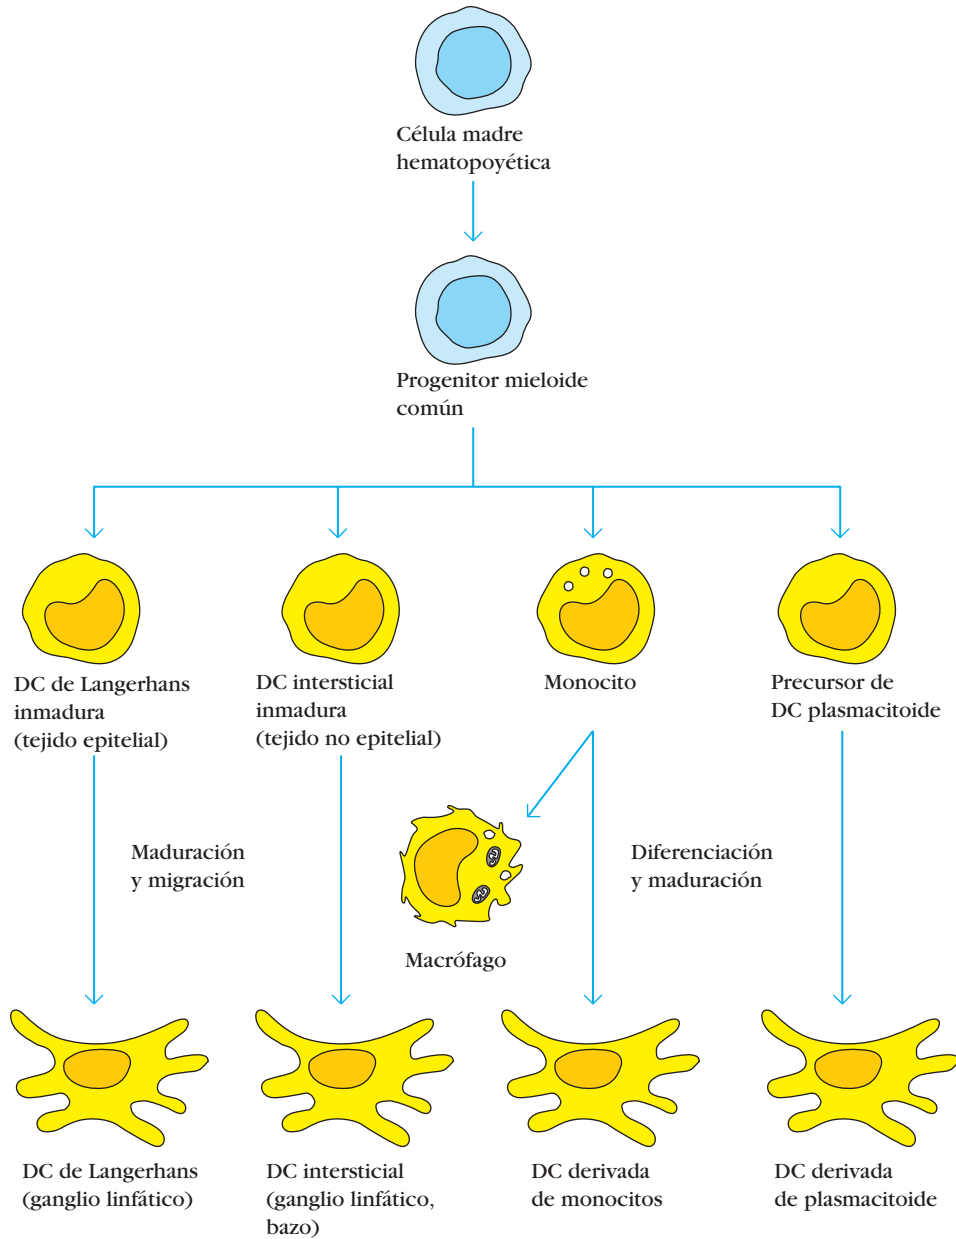 Célula madre
hematopoyética
Progenitor mieloide
común
DC de Langerhans
inmadura
(tejido epitelial)
DC intersticial
inmadura
(tejido no epitelial)
Monocito
Precursor de
DC plasmacitoide
Maduración
y migración
Macrófago
Diferenciación
y maduración
DC de Langerhans
(ganglio linfático)
DC intersticial
(ganglio linfático,
bazo)
DC derivada
de monocitos
DC derivada
de plasmacitoide